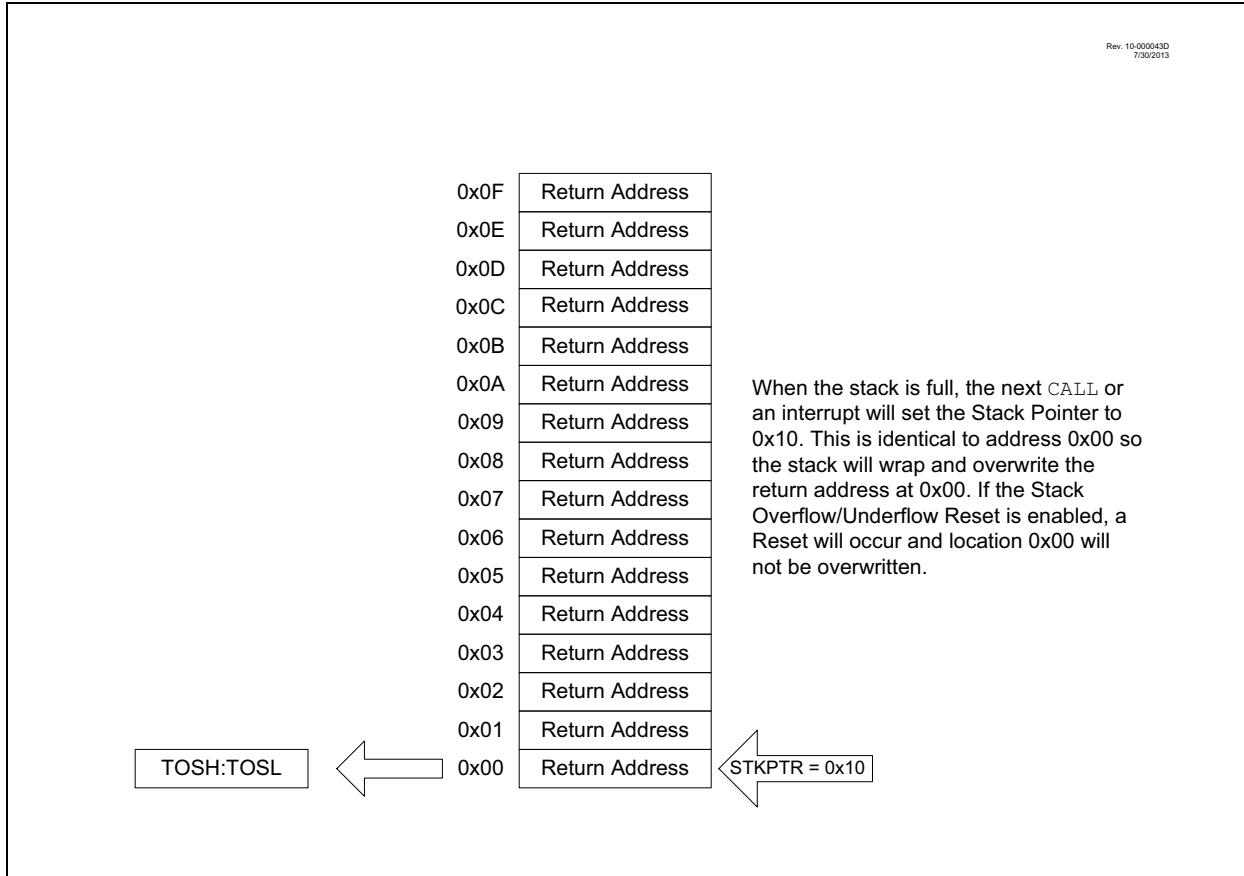 Rev. 10-000043D
7/30/2013
0x0F Return Address
0x0E Return Address
0x0D Return Address
0x0C Return Address
0x0B Return Address
0x0A Return Address
0x09 Return Address
0x08 Return Address
0x07 Return Address
0x06 Return Address
0x05 Return Address
0x04 Return Address
0x03 Return Address
0x02 Return Address
0x01 Return Address
TOSH:TOSL 0x00 Return Address STKPTR = 0x10
When the stack is full, the next CALL or
an interrupt will set the Stack Pointer to
0x10. This is identical to address 0x00 so
the stack will wrap and overwrite the
return address at 0x00. If the Stack
Overflow/Underflow Reset is enabled, a
Reset will occur and location 0x00 will
not be overwritten.